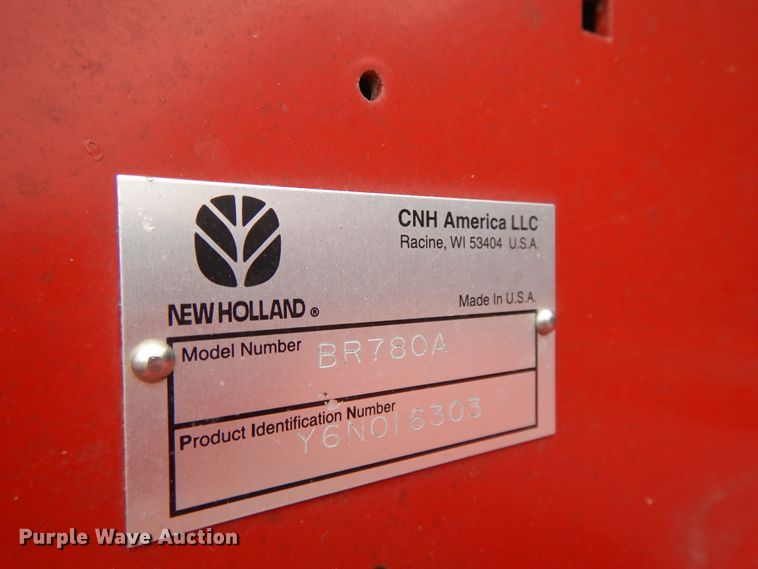 CNH America LLC
Racine, WI 53404 U.S.A.
NEW HOLLAND ®
Made In U.S.A.
Model Number BR780A
Product Identification Number
Y6N016303
Purple Wave Auction